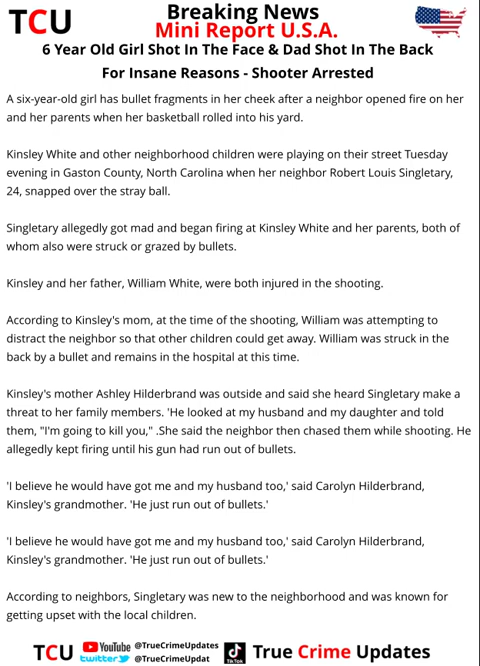 TCU
Breaking News
Mini Report U.S.A.
6 Year Old Girl Shot In The Face & Dad Shot In The Back
For Insane Reasons - Shooter Arrested
A six-year-old girl has bullet fragments in her cheek after a neighbor opened fire on her
and her parents when her basketball rolled into his yard.
Kinsley White and other neighborhood children were playing on their street Tuesday
evening in Gaston County, North Carolina when her neighbor Robert Louis Singletary,
24, snapped over the stray ball.
Singletary allegedly got mad and began firing at Kinsley White and her parents, both of
whom also were struck or grazed by bullets.
Kinsley and her father, William White, were both injured in the shooting.
According to Kinsley's mom, at the time of the shooting, William was attempting to
distract the neighbor so that other children could get away. William was struck in the
back by a bullet and remains in the hospital at this time.
Kinsley's mother Ashley Hilderbrand was outside and said she heard Singletary make a
threat to her family members. 'He looked at my husband and my daughter and told
them, "I'm going to kill you," .She said the neighbor then chased them while shooting. He
allegedly kept firing until his gun had run out of bullets.
'I believe he would have got me and my husband too,' said Carolyn Hilderbrand,
Kinsley's grandmother. 'He just run out of bullets.'
'I believe he would have got me and my husband too,' said Carolyn Hilderbrand,
Kinsley's grandmother. 'He just run out of bullets.'
According to neighbors, Singletary was new to the neighborhood and was known for
getting upset with the local children.
TCU
YouTube @TrueCrimeUpdates
twitter @TrueCrimeUpdat
TikTok
True Crime Updates